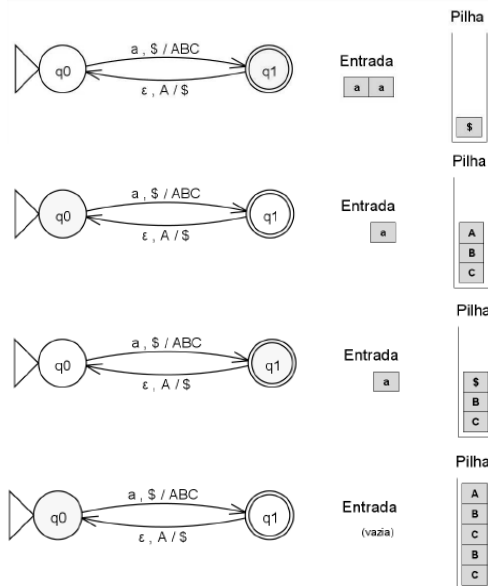 Pilha
a , $ / ABC
Entrada
q0
q1
ε , A / $
a a
$
Pilha
a , $ / ABC
Entrada
q0
q1
ε , A / $
a
A
B
C
Pilha
a , $ / ABC
Entrada
q0
q1
ε , A / $
a
$
B
C
Pilha
a , $ / ABC
Entrada
q0
q1
ε , A / $
(vazia)
A
B
C
B
C